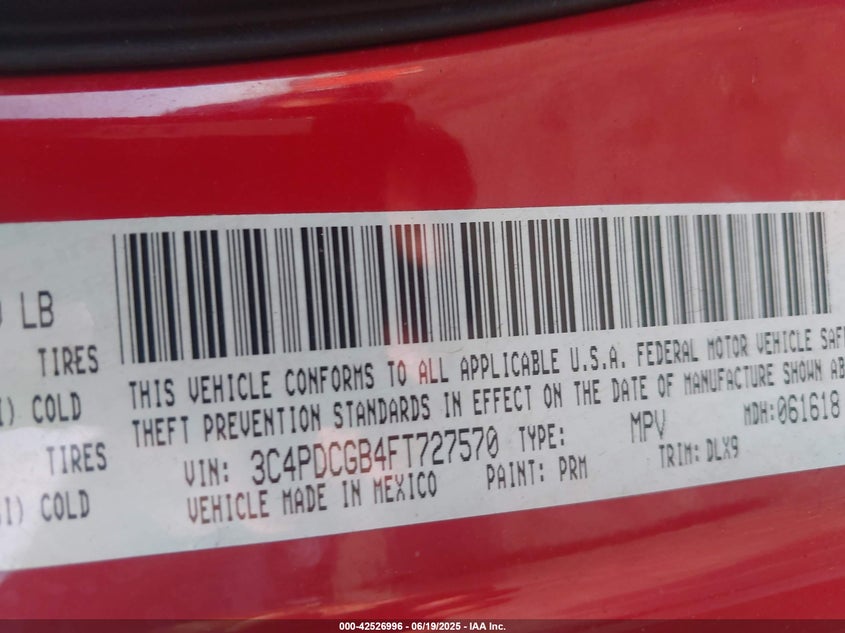 LB
TIRES
COLD
TIRES
COLD
THIS VEHICLE CONFORMS TO ALL APPLICABLE U.S.A. FEDERAL MOTOR VEHICLE
THEFT PREVENTION STANDARDS IN EFFECT ON THE DATE OF MANUFACTURE SHOWN
VIN: 3C4PDCGB4FT727570 TYPE: MPV MDH:061618
VEHICLE MADE IN MEXICO PAINT: PRM TRIM: DLX9
000-42526996 - 06/19/2025 - IAA Inc.